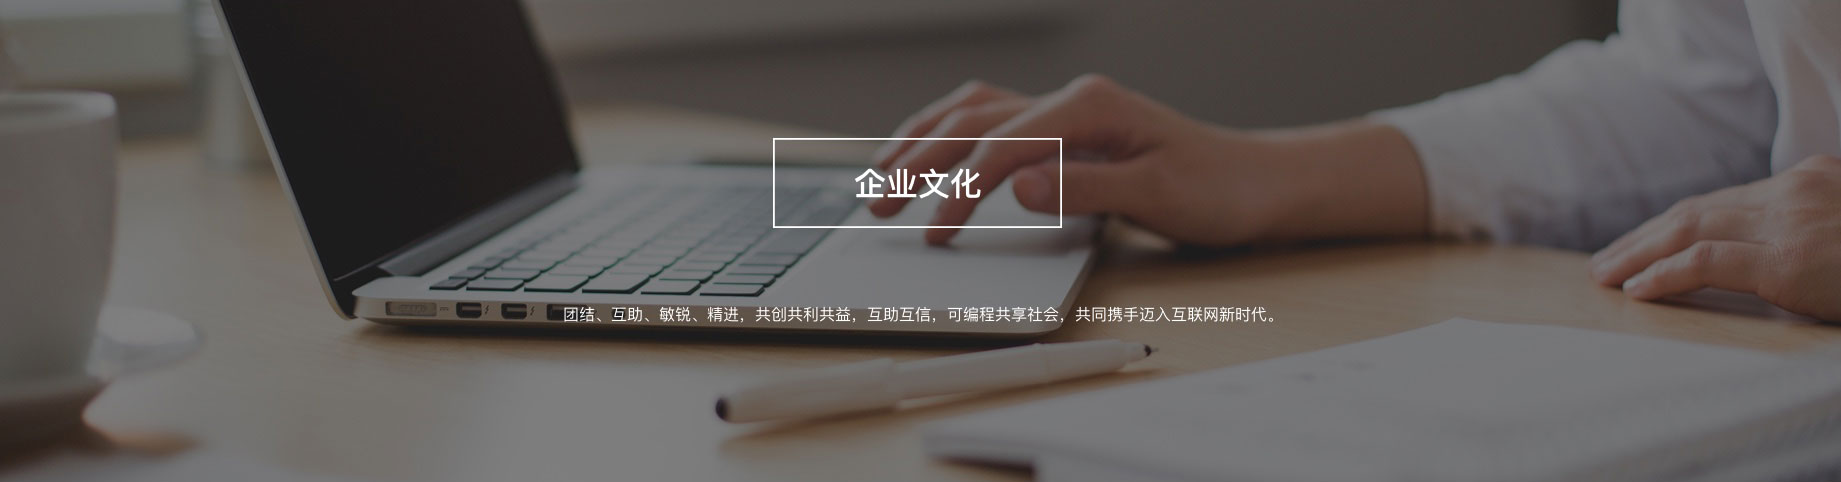 企业文化
团结、互助、敏锐、精进，共创共利共益，互助互信，可编程共享社会，共同携手迈入互联网新时代。